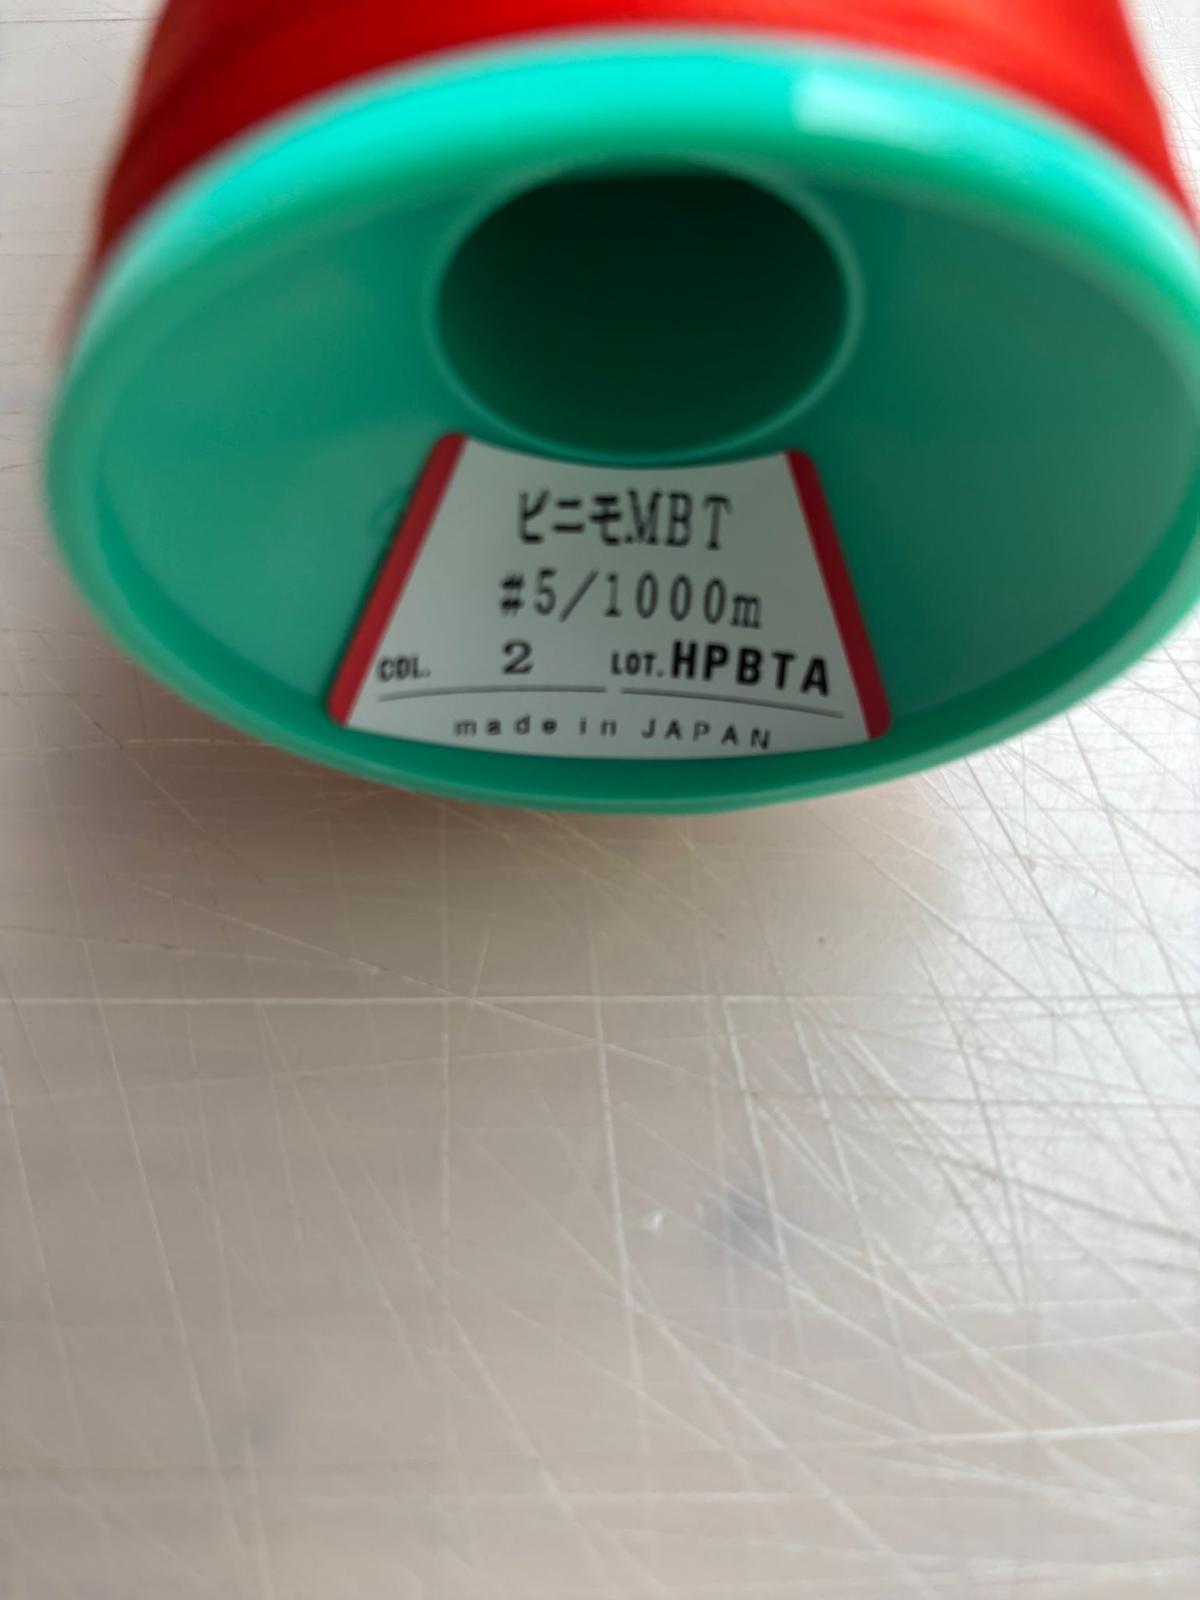 ビニモMBT
#5/1000m
COL. 2 LOT. HPBTA
made in JAPAN